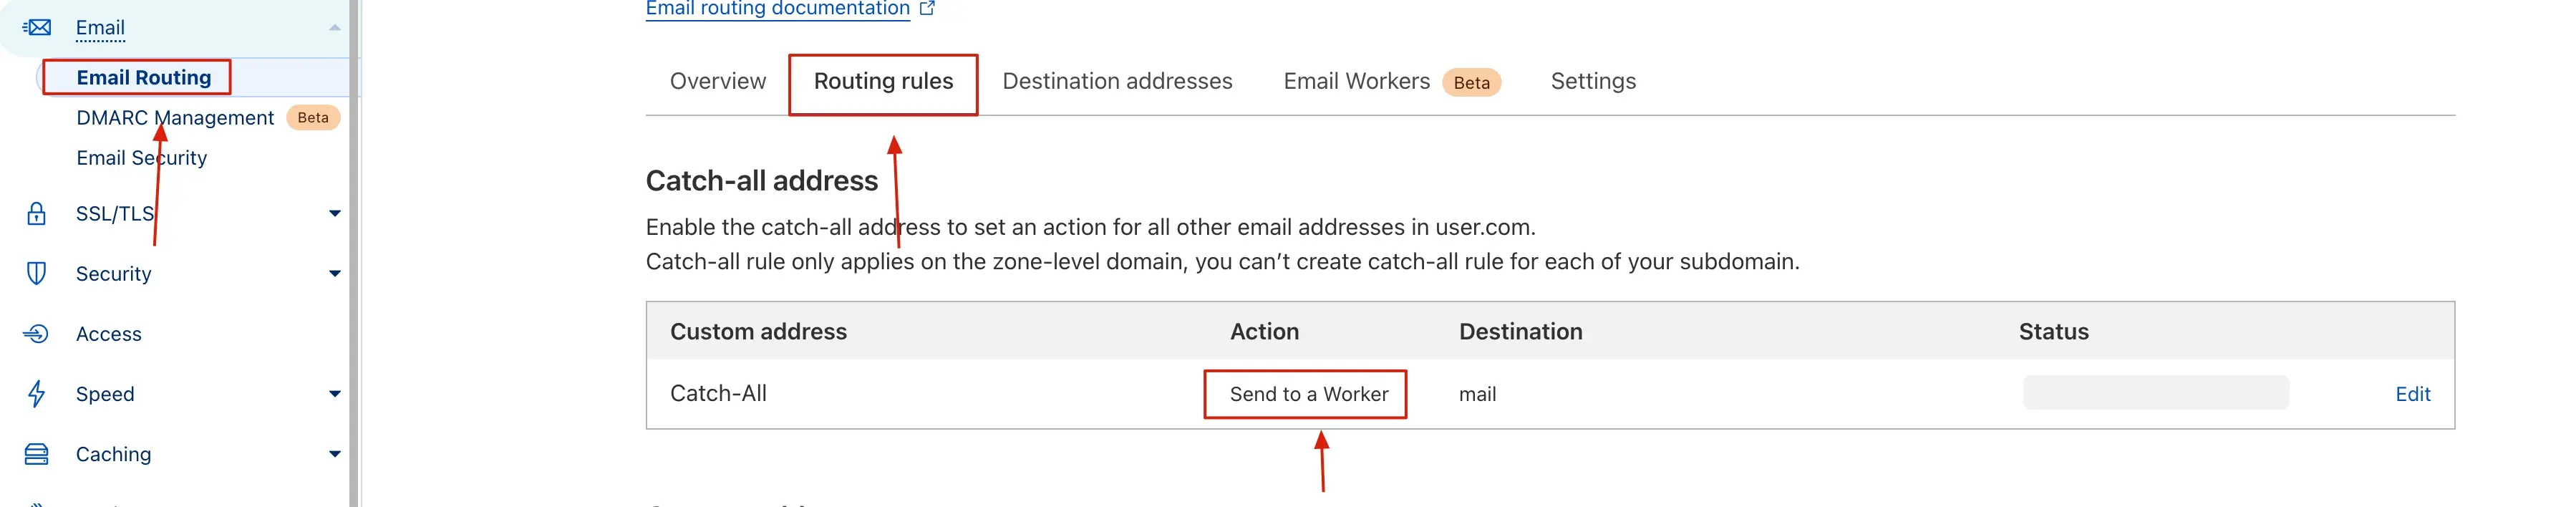 Email
Email Routing
DMARC Management Beta
Email Security
SSL/TLS
Security
Access
Speed
Caching
Email routing documentation
Overview Routing rules Destination addresses Email Workers Beta Settings
Catch-all address
Enable the catch-all address to set an action for all other email addresses in user.com.
Catch-all rule only applies on the zone-level domain, you can’t create catch-all rule for each of your subdomain.
Custom address Action Destination Status
Catch-All Send to a Worker mail Edit